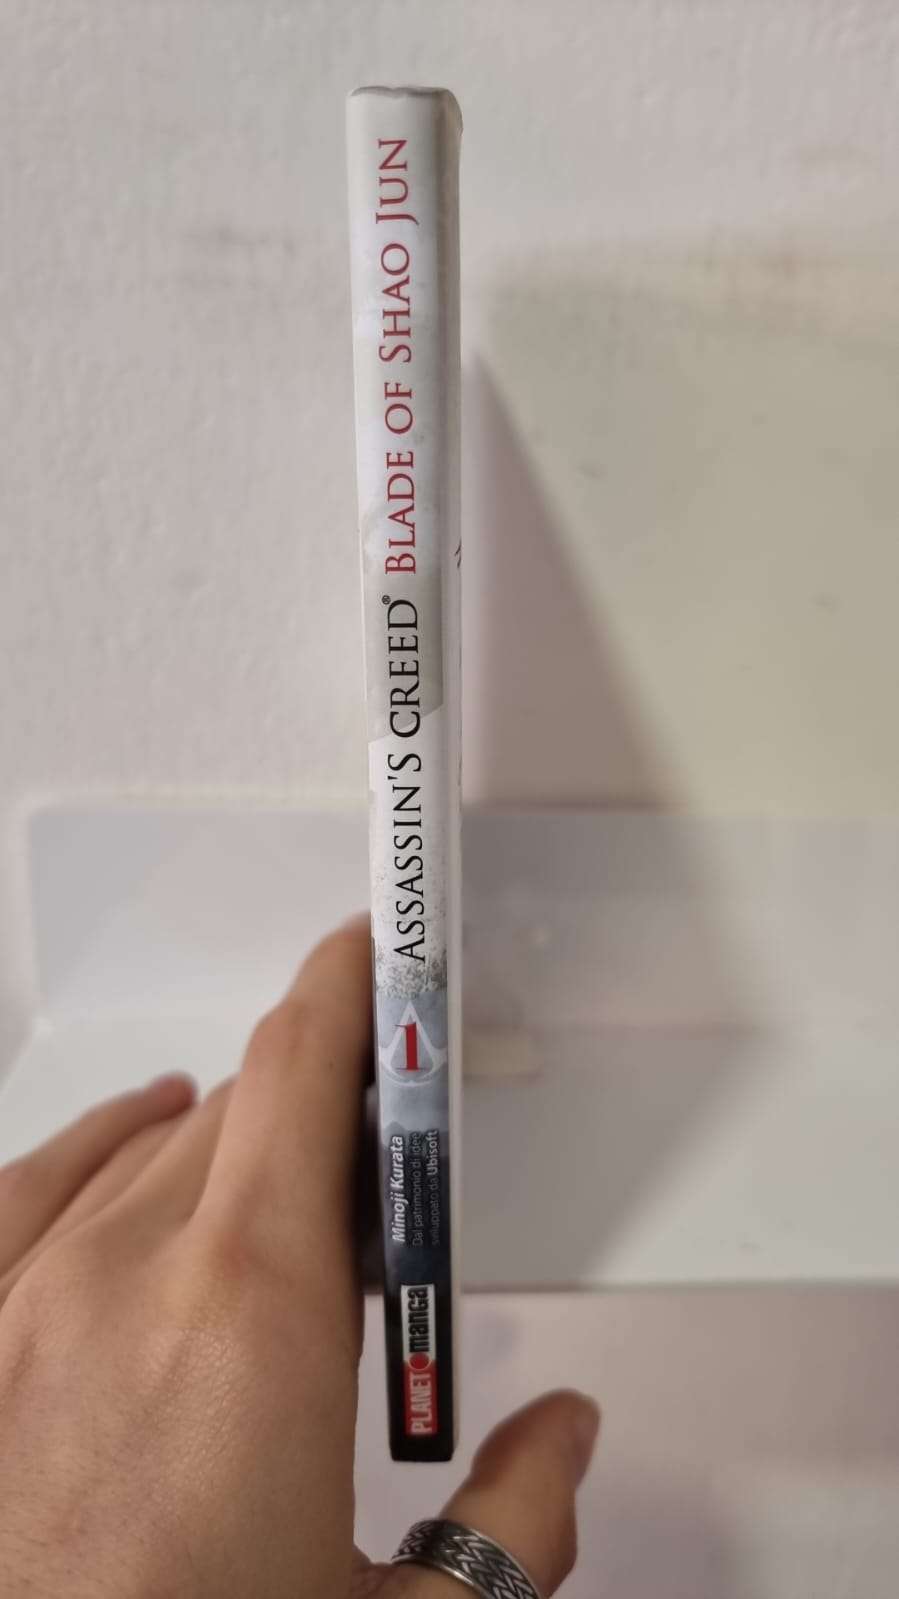 ASSASSIN'S CREED® BLADE OF SHAO JUN
1
Minoji Kurata
Dal patrimonio di idee
sviluppato da Ubisoft
PLANET manga